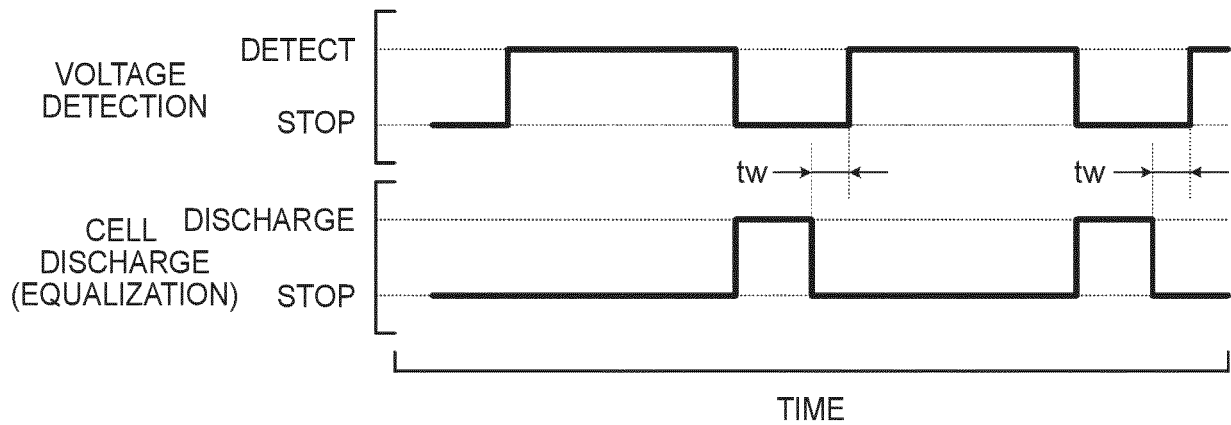 VOLTAGE
DETECTION
DETECT
STOP
tw
tw
CELL
DISCHARGE
(EQUALIZATION)
DISCHARGE
STOP
TIME